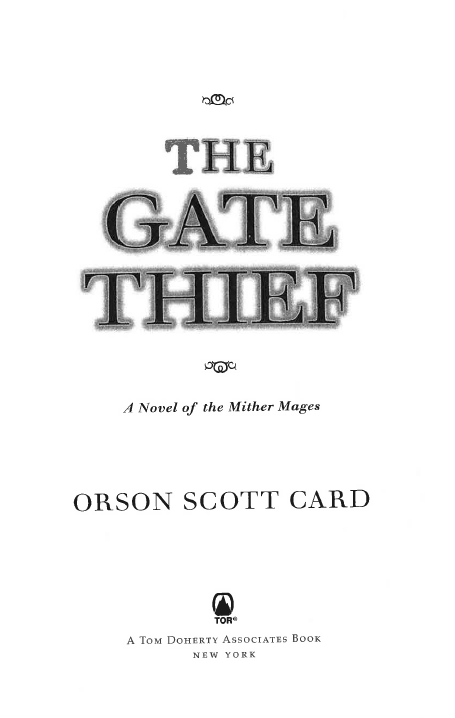 THE
GATE
THIEF
A Novel of the Mither Mages
ORSON SCOTT CARD
TOR®
A TOM DOHERTY ASSOCIATES BOOK
NEW YORK